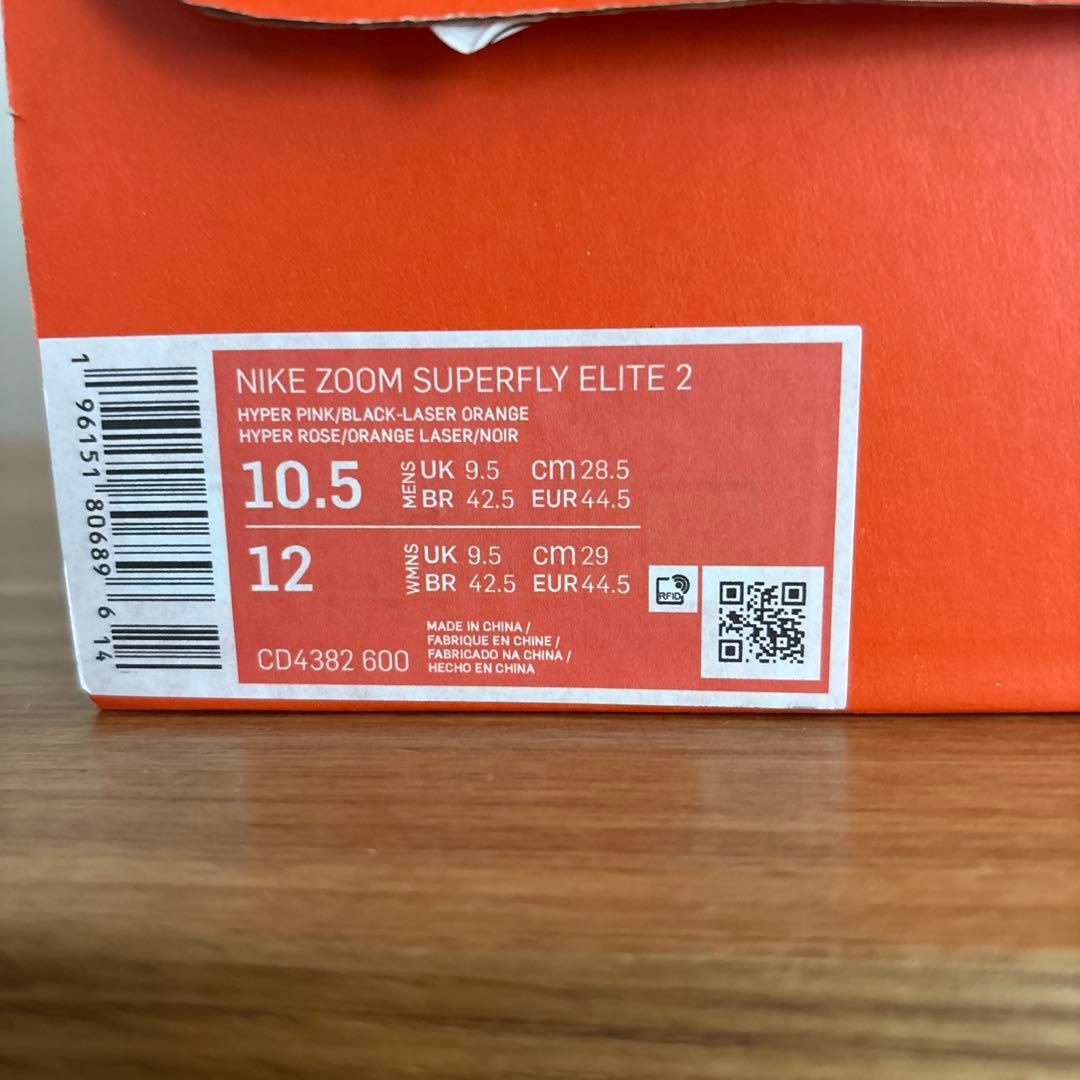 NIKE ZOOM SUPERFLY ELITE 2
HYPER PINK/BLACK-LASER ORANGE
HYPER ROSE/ORANGE LASER/NOIR
10.5 MENS UK 9.5 cm 28.5
BR 42.5 EUR 44.5
12 WMNS UK 9.5 cm 29
BR 42.5 EUR 44.5
RFID
CD4382 600
MADE IN CHINA /
FABRIQUE EN CHINE /
FABRICADO NA CHINA /
HECHO EN CHINA
1 96151 80689 6 14